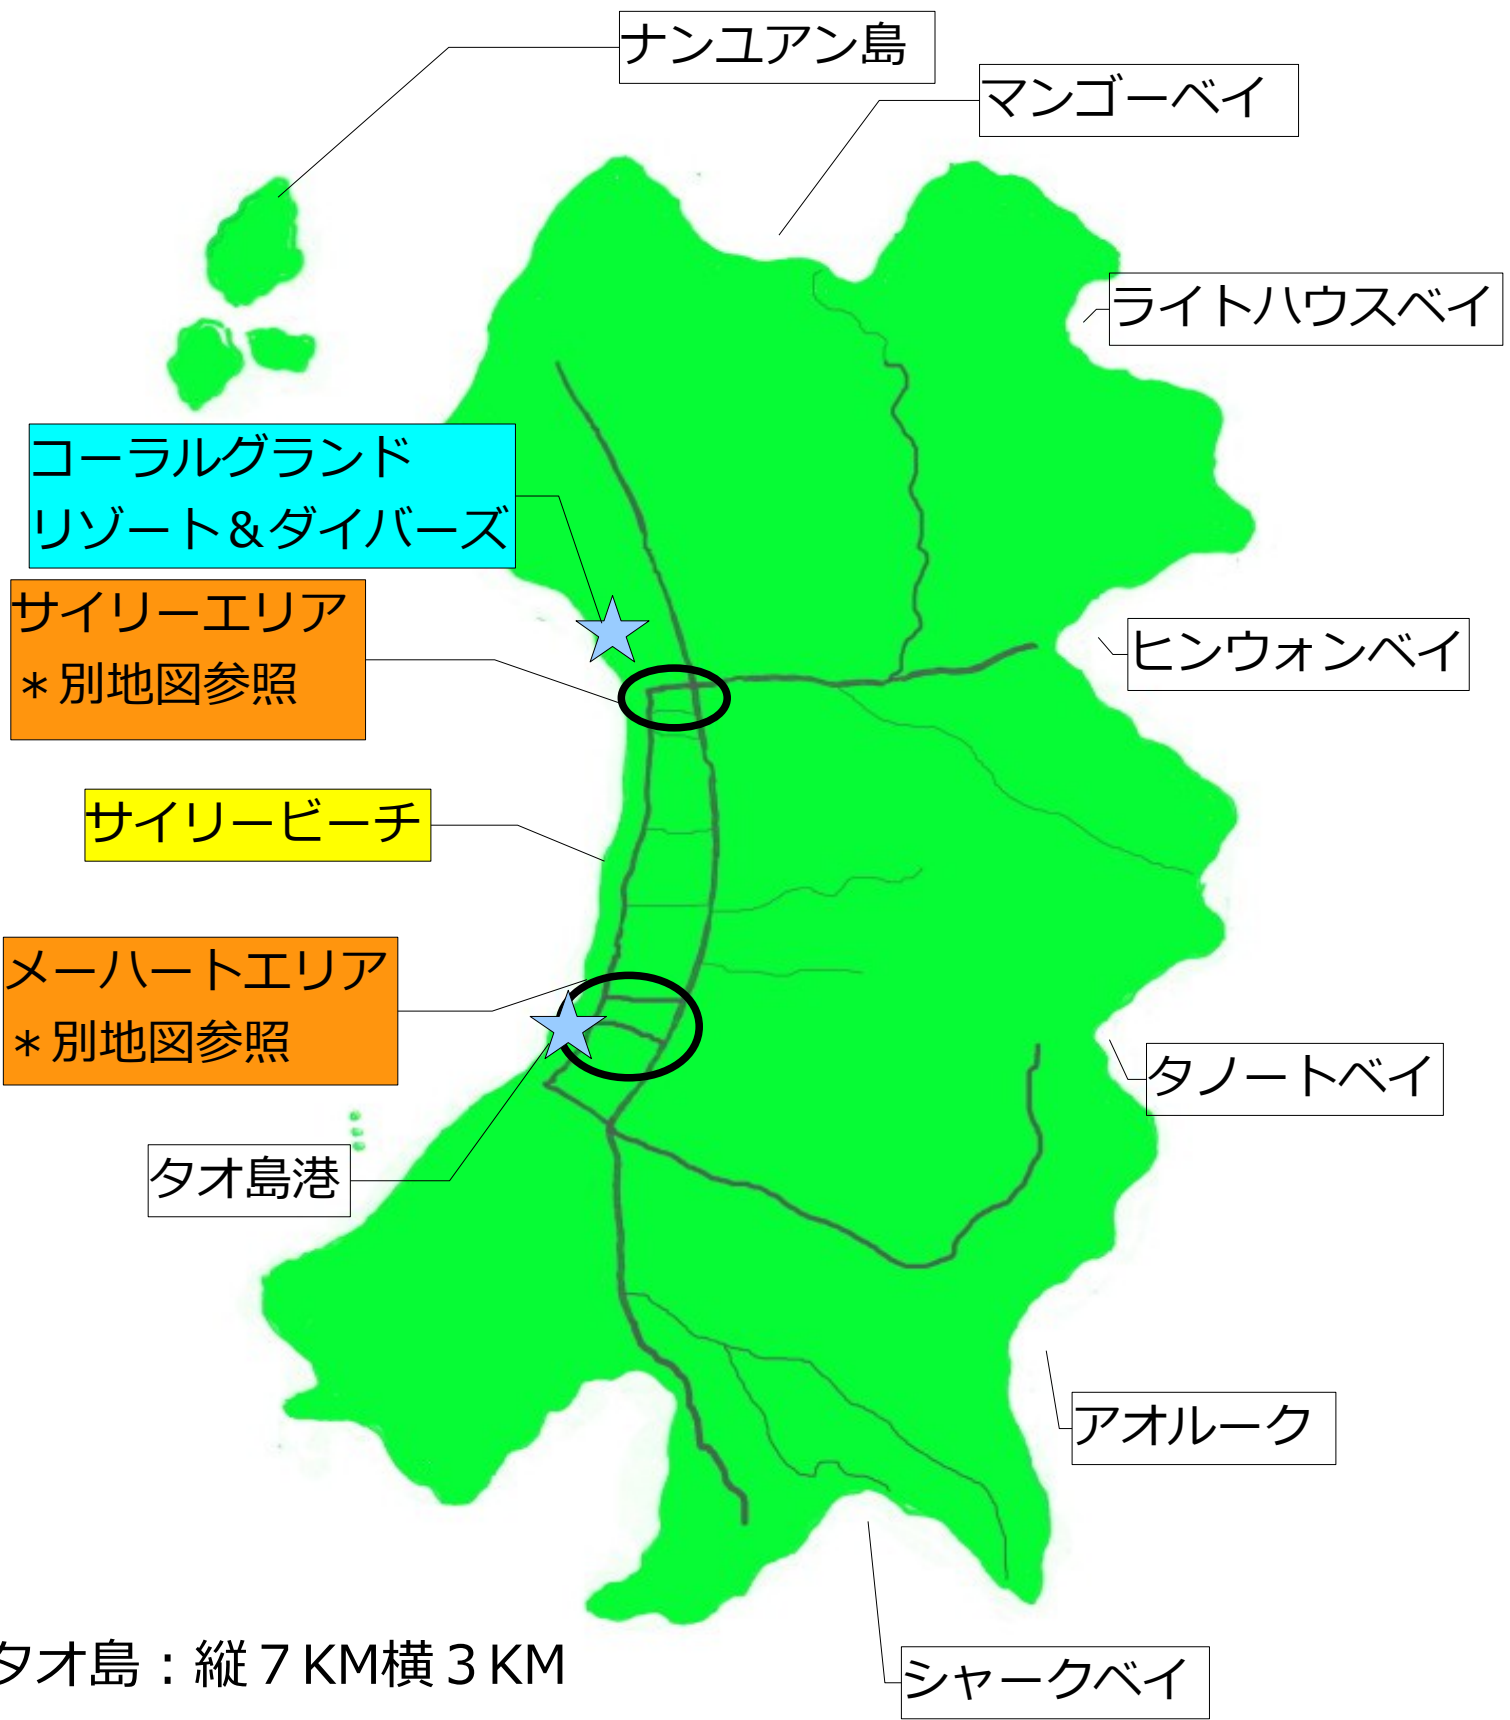 ナンユアン島
マンゴーベイ
ライトハウスベイ
コーラルグランド
リゾート＆ダイバーズ
サイリーエリア
＊別地図参照
ヒンウォンベイ
サイリービーチ
メーハートエリア
＊別地図参照
タノートベイ
タオ島港
アオルーク
タオ島：縦７KM横３KM
シャークベイ